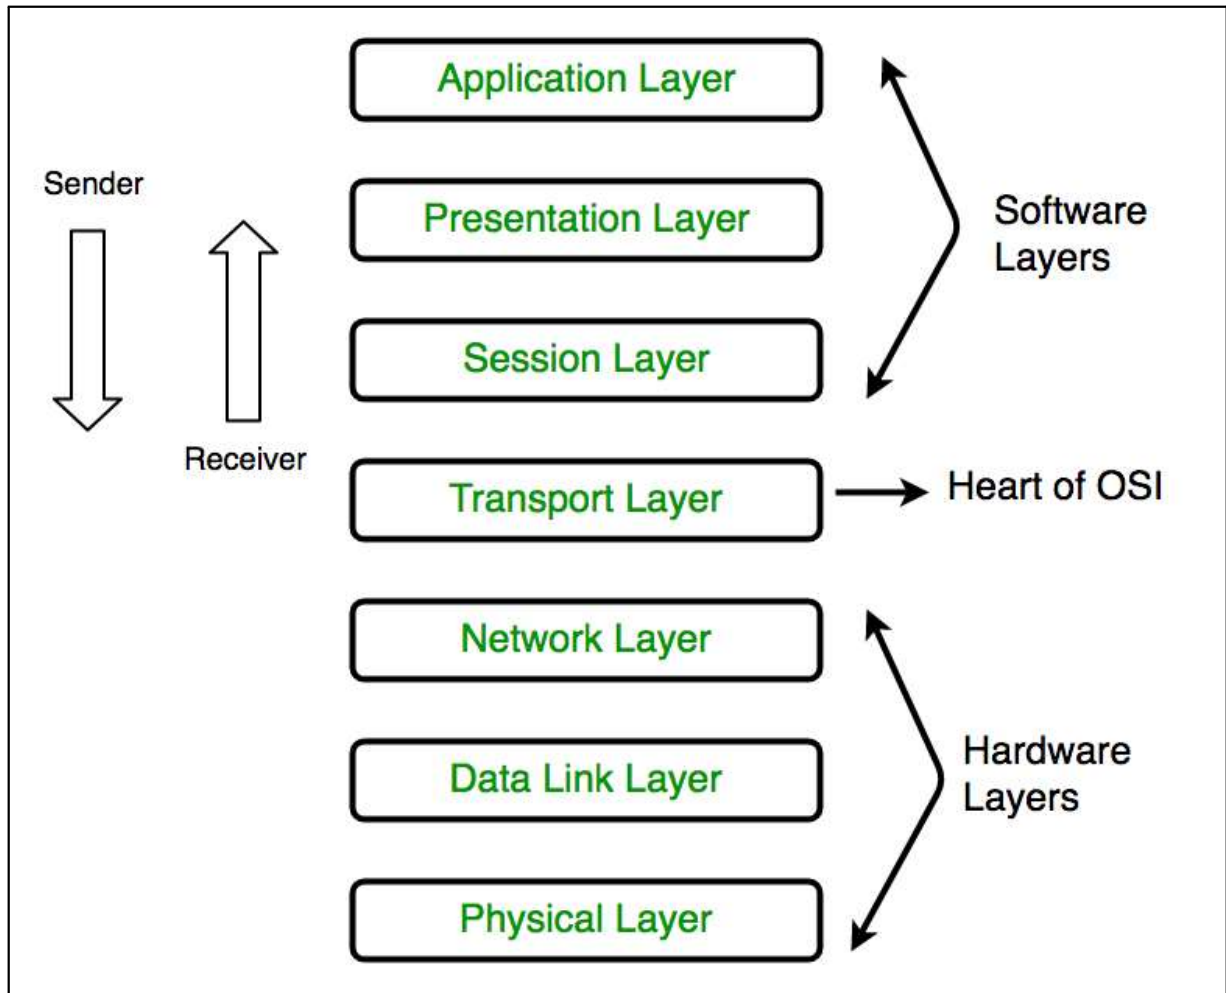 Application Layer
Sender
Presentation Layer
Software
Layers
Session Layer
Receiver
Transport Layer
Heart of OSI
Network Layer
Data Link Layer
Hardware
Layers
Physical Layer